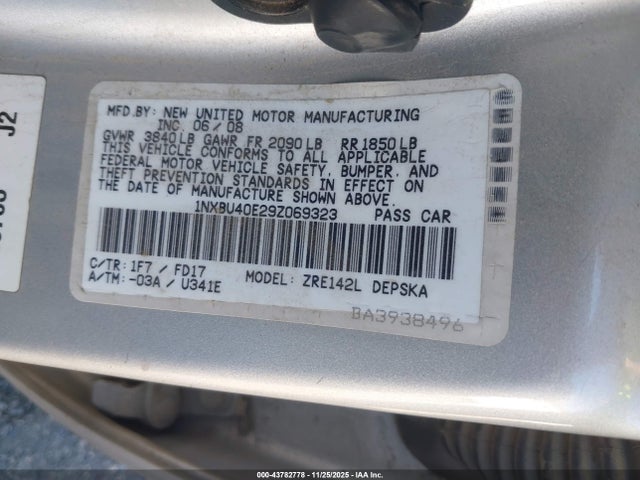 MFD.BY: NEW UNITED MOTOR MANUFACTURING
INC. 06/08
GVWR 3840LB GAWR FR 2090LB RR1850LB
THIS VEHICLE CONFORMS TO ALL APPLICABLE
FEDERAL MOTOR VEHICLE SAFETY, BUMPER, AND
THEFT PREVENTION STANDARDS IN EFFECT ON
THE DATE OF MANUFACTURE SHOWN ABOVE.
1NXBU40E29Z069323 PASS CAR
C/TR: 1F7 / FD17
A/TM: -03A / U341E
MODEL: ZRE142L DEPSKA
BA3938496
J2
000-43782778 - 11/25/2025 - IAA Inc.